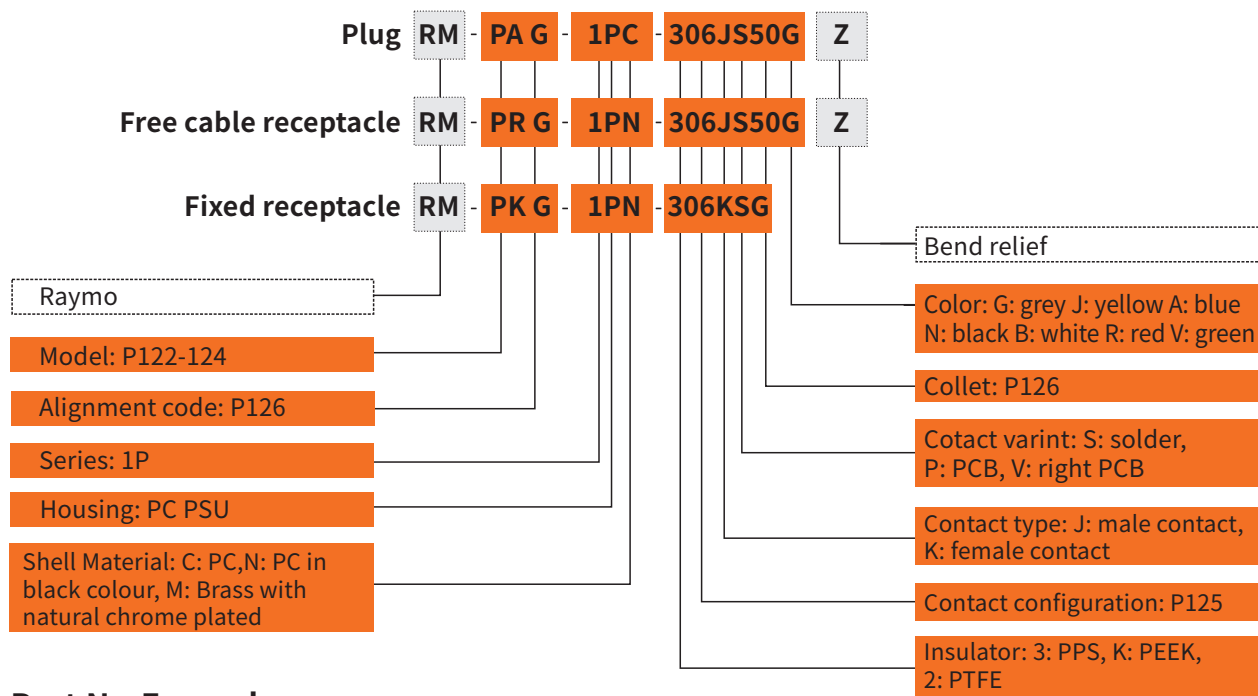 Plug RM - PA G - 1PC - 306JS50G Z
Free cable receptacle RM - PR G - 1PN - 306JS50G Z
Fixed receptacle RM - PK G - 1PN - 306KSG
Raymo
Model: P122-124
Alignment code: P126
Series: 1P
Housing: PC PSU
Shell Material: C: PC,N: PC in
black colour, M: Brass with
natural chrome plated
Bend relief
Color: G: grey J: yellow A: blue
N: black B: white R: red V: green
Collet: P126
Cotact varint: S: solder,
P: PCB, V: right PCB
Contact type: J: male contact,
K: female contact
Contact configuration: P125
Insulator: 3: PPS, K: PEEK,
2: PTFE